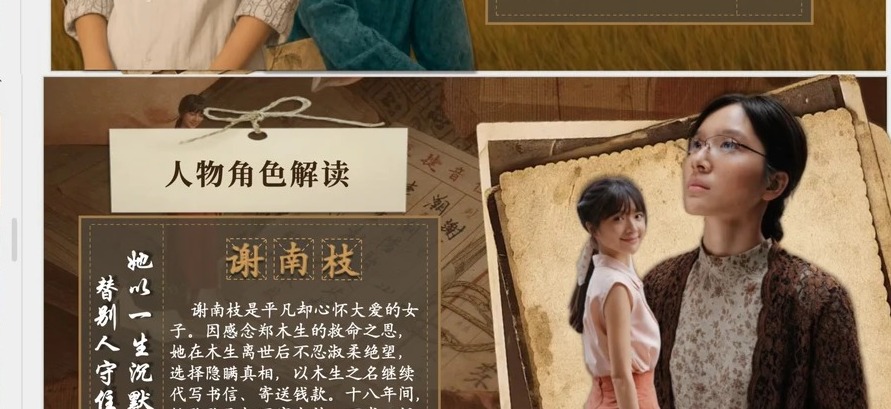 人物角色解读
谢南枝
她以一生沉默
替别人守住
谢南枝是平凡却心怀大爱的女
子。因感念郑木生的救命之恩，
她在木生离世后不忍淑柔绝望，
选择隐瞒真相，以木生之名继续
代写书信、寄送钱款。十八年间，